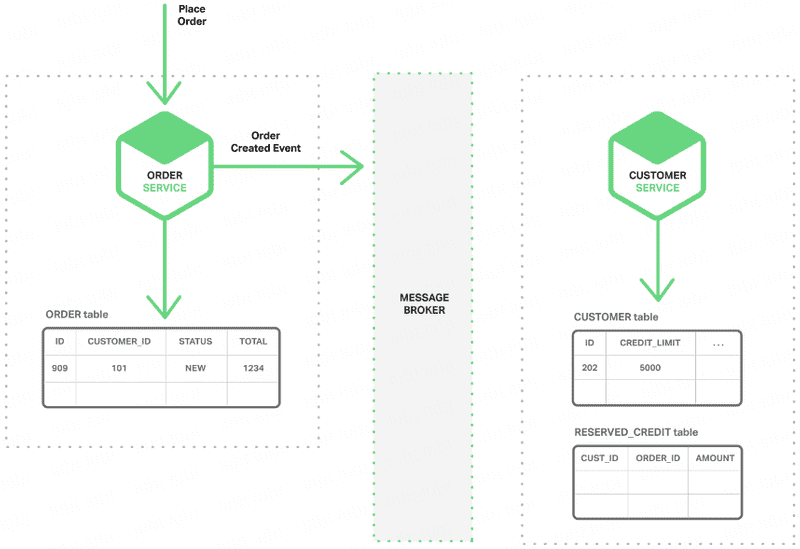 Place
Order
Order
Created Event
ORDER
SERVICE
CUSTOMER
SERVICE
MESSAGE
BROKER
ORDER table
ID CUSTOMER_ID STATUS TOTAL
909 101 NEW 1234
CUSTOMER table
ID CREDIT_LIMIT ...
202 5000
RESERVED_CREDIT table
CUST_ID ORDER_ID AMOUNT